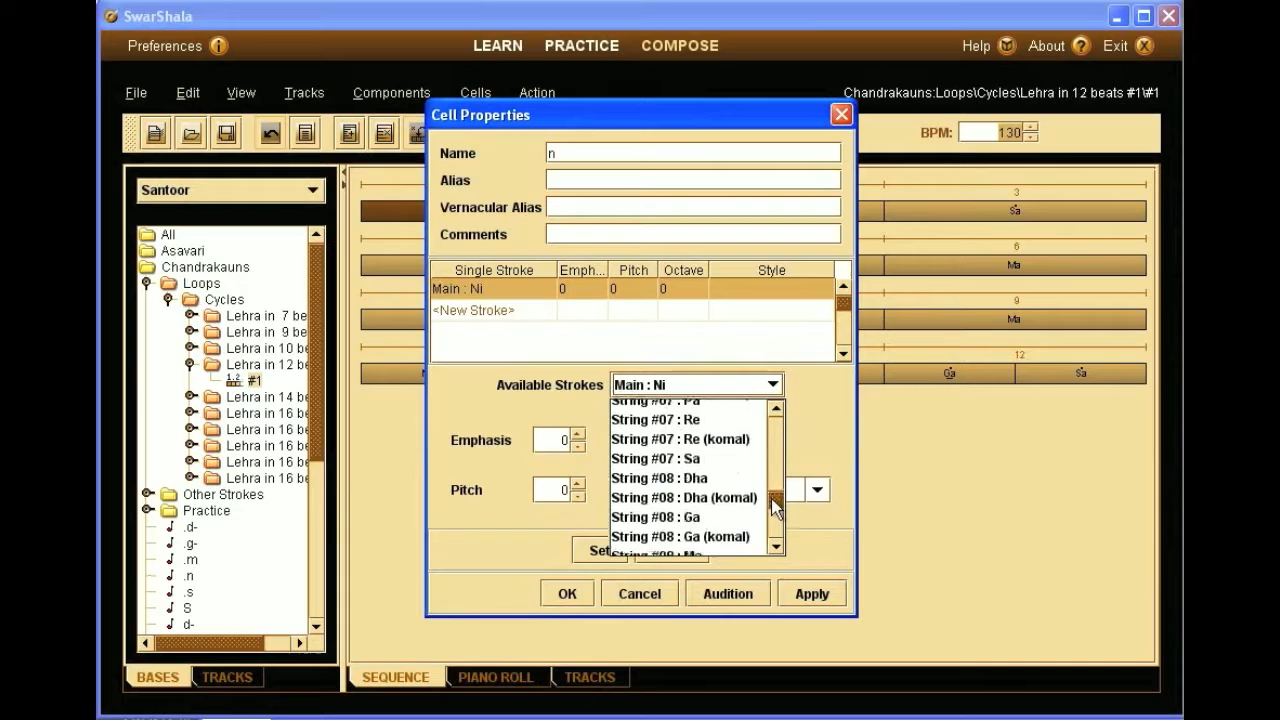 SwarShala
Preferences
LEARN PRACTICE COMPOSE
Help About Exit
File Edit View Tracks Components Cells Action
Chandrakauns:Loops\Cycles\Lehra in 12 beats #1\#1
BPM: 130
Santoor
All
Asavari
Chandrakauns
Loops
Cycles
Lehra in 7 be
Lehra in 9 be
Lehra in 10 be
Lehra in 12 be
#1
Lehra in 14 be
Lehra in 16 be
Lehra in 16 be
Lehra in 16 be
Lehra in 16 be
Lehra in 16 be
Other Strokes
Practice
.d-
.g-
.m
.n
.s
S
d-
BASES TRACKS
Cell Properties
Name n
Alias
Vernacular Alias
Comments
Single Stroke Emph... Pitch Octave Style
Main : Ni 0 0 0
<New Stroke>
Available Strokes Main : Ni
String #07 : Pa
String #07 : Re
String #07 : Re (komal)
String #07 : Sa
String #08 : Dha
String #08 : Dha (komal)
String #08 : Ga
String #08 : Ga (komal)
String #08 : Ma
Emphasis 0
Pitch 0
Set
OK Cancel Audition Apply
3
Sa
6
Ma
9
Ma
12
Ga Sa
SEQUENCE PIANO ROLL TRACKS